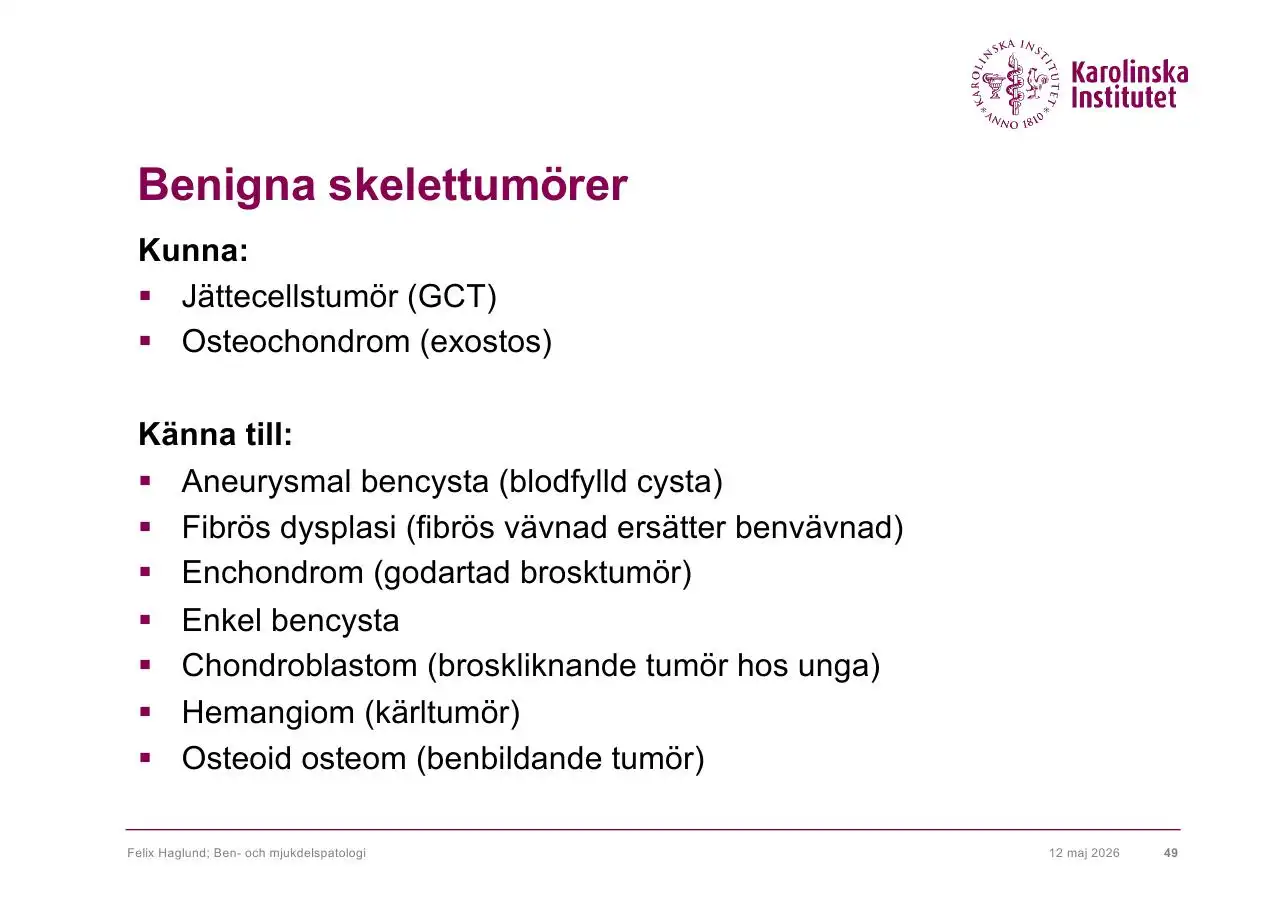 KAROLINSKA INSTITUTET
ANNO 1810
Karolinska
Institutet
Benigna skelettumörer
Kunna:
▪ Jättecellstumör (GCT)
▪ Osteochondrom (exostos)
Känna till:
▪ Aneurysmal bencysta (blodfylld cysta)
▪ Fibrös dysplasi (fibrös vävnad ersätter benvävnad)
▪ Enchondrom (godartad brosktumör)
▪ Enkel bencysta
▪ Chondroblastom (broskliknande tumör hos unga)
▪ Hemangiom (kärltumör)
▪ Osteoid osteom (benbildande tumör)
Felix Haglund; Ben- och mjukdelspatologi 12 maj 2026 49